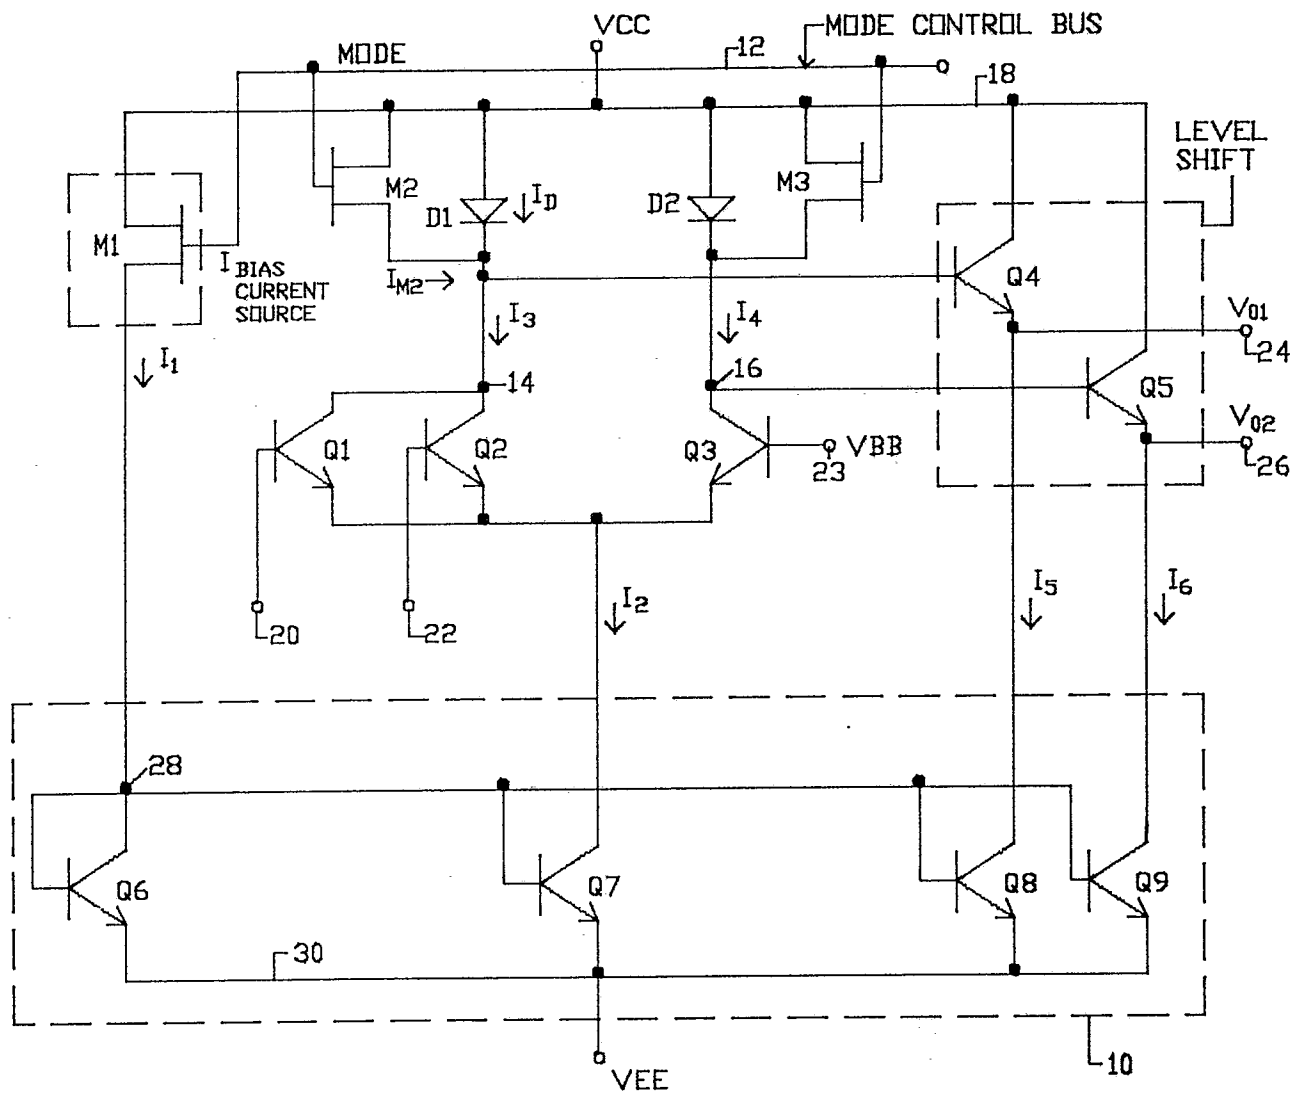 VCC
MODE CONTROL BUS
MODE
12
18
LEVEL
SHIFT
M2
D1
I_D
D2
M3
M1
I BIAS
CURRENT
SOURCE
I_M2
Q4
V_01
24
I_1
I_3
I_4
14
16
Q5
V_02
26
Q1
Q2
Q3
VBB
23
20
22
I_2
I_5
I_6
28
Q6
Q7
Q8
Q9
30
10
VEE